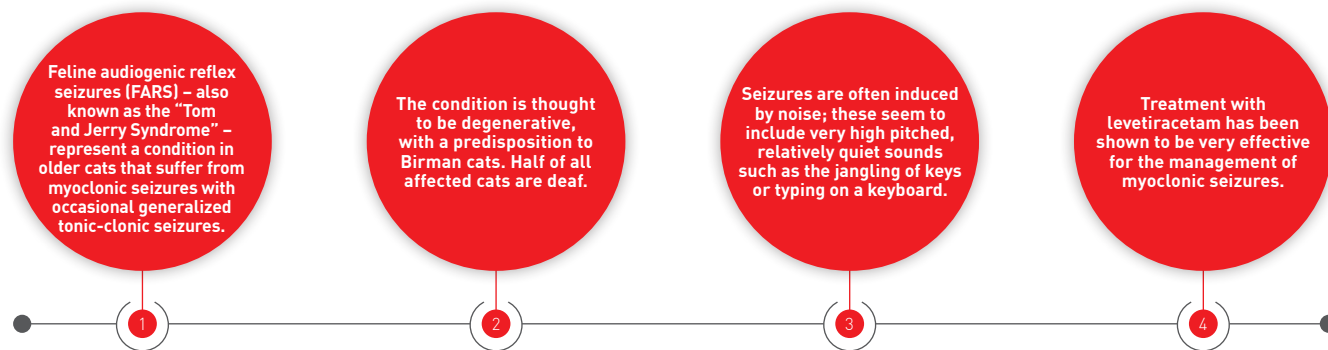 Feline audiogenic reflex
seizures (FARS) – also
known as the “Tom
and Jerry Syndrome” –
represent a condition in
older cats that suffer from
myoclonic seizures with
occasional generalized
tonic-clonic seizures.
The condition is thought
to be degenerative,
with a predisposition to
Birman cats. Half of all
affected cats are deaf.
Seizures are often induced
by noise; these seem to
include very high pitched,
relatively quiet sounds
such as the jangling of keys
or typing on a keyboard.
Treatment with
levetiracetam has been
shown to be very effective
for the management of
myoclonic seizures.
1
2
3
4